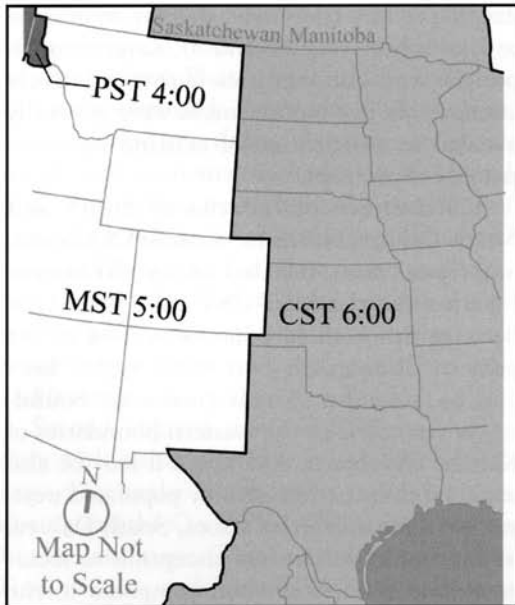 Saskatchewan Manitoba
PST 4:00
MST 5:00
CST 6:00
N
Map Not
to Scale